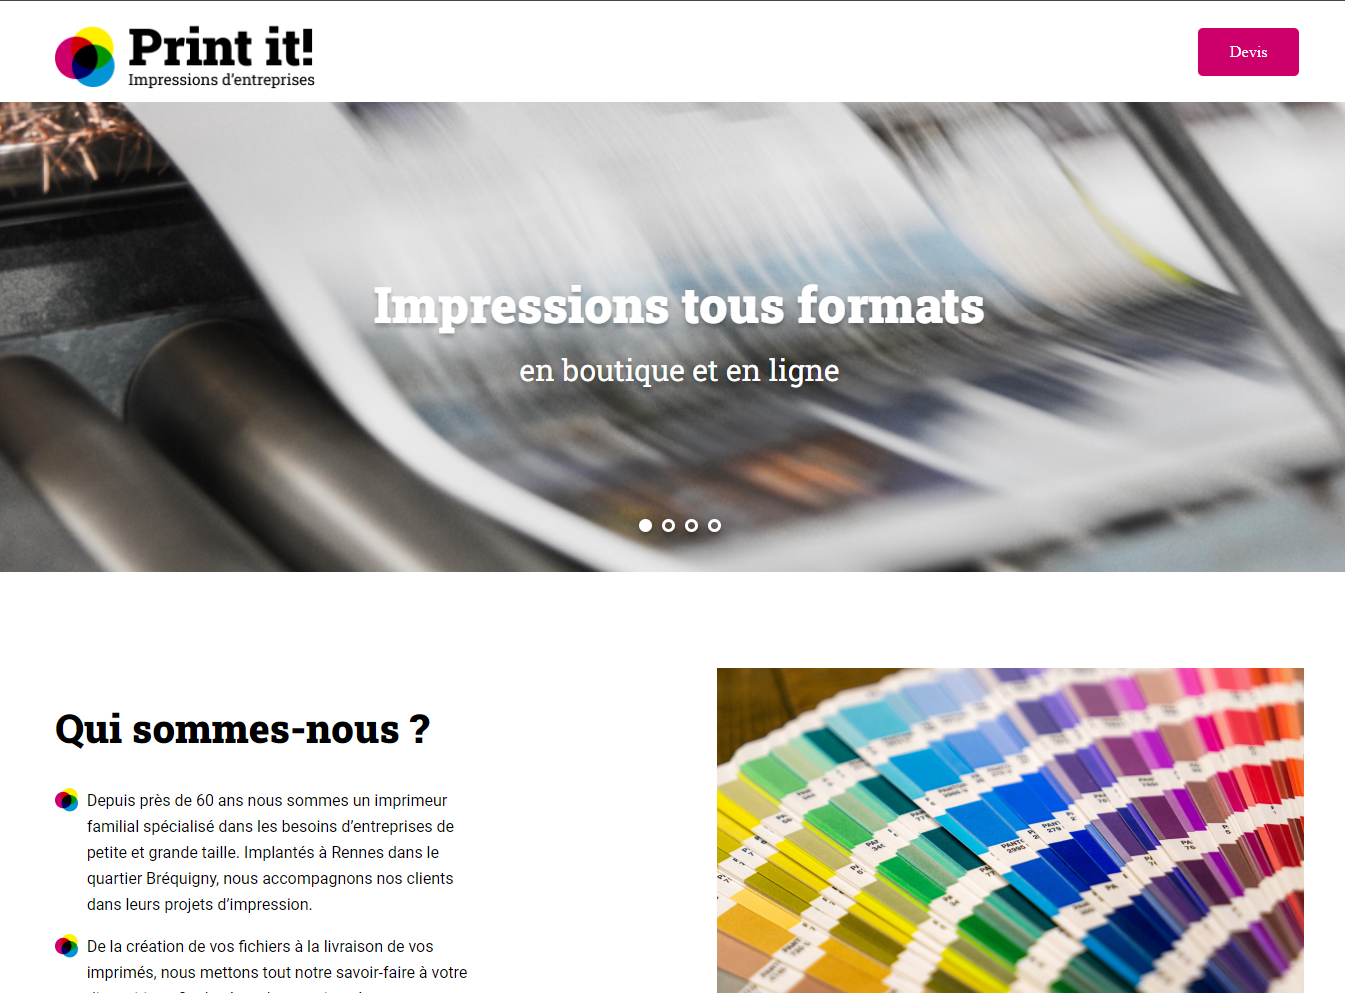 Print it!
Impressions d'entreprises
Devis
Impressions tous formats
en boutique et en ligne
Qui sommes-nous ?
Depuis près de 60 ans nous sommes un imprimeur
familial spécialisé dans les besoins d’entreprises de
petite et grande taille. Implantés à Rennes dans le
quartier Bréquigny, nous accompagnons nos clients
dans leurs projets d’impression.
De la création de vos fichiers à la livraison de vos
imprimés, nous mettons tout notre savoir-faire à votre